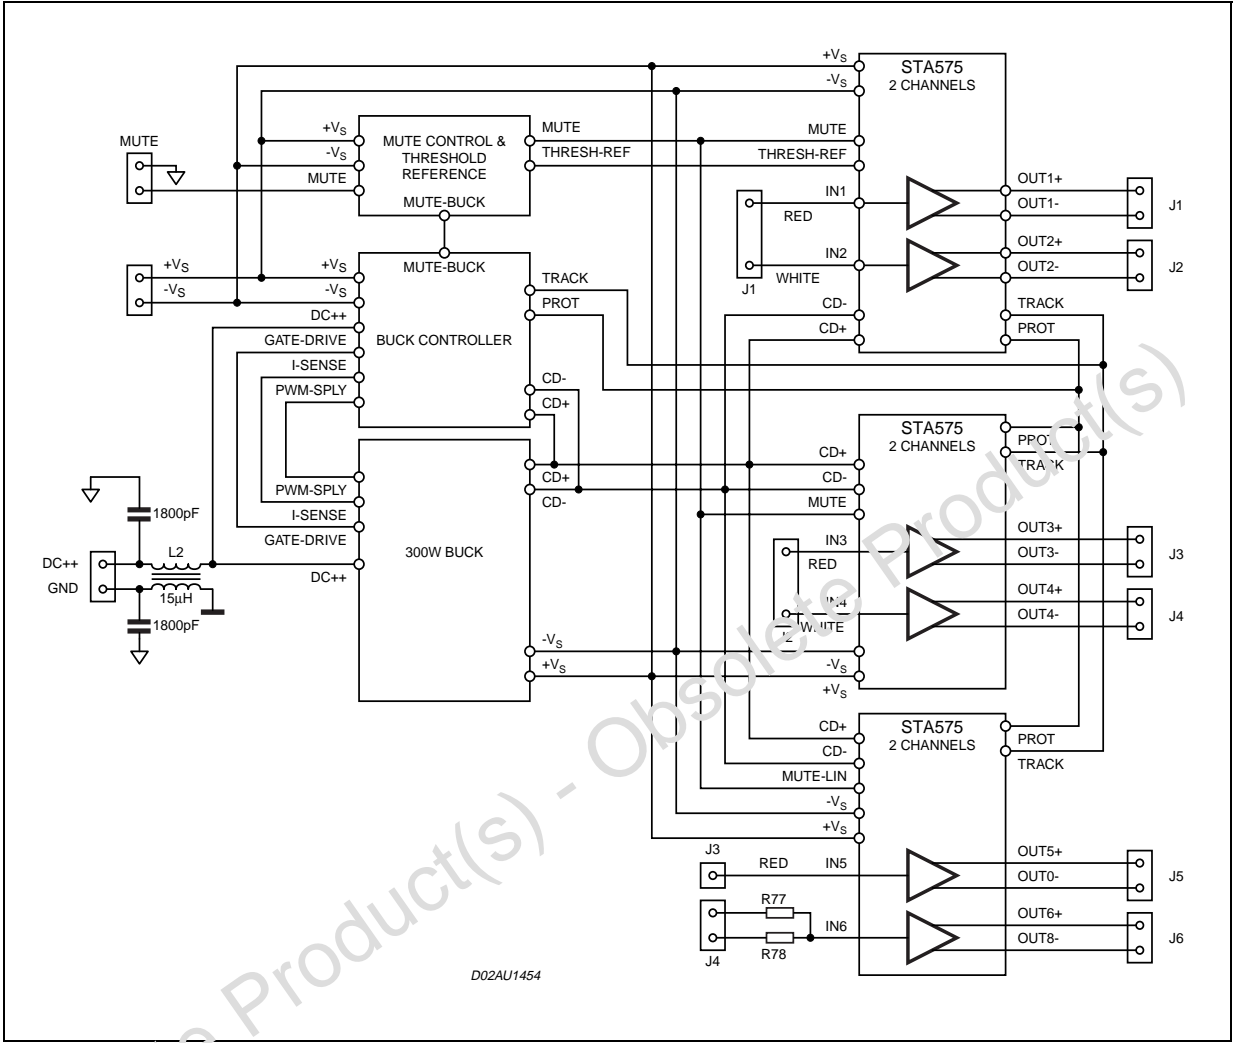 +VS
-VS
STA575
2 CHANNELS
MUTE
+VS
-VS
MUTE
MUTE CONTROL &
THRESHOLD
REFERENCE
MUTE-BUCK
MUTE
THRESH-REF
MUTE
THRESH-REF
IN1
RED
IN2
WHITE
J1
CD-
CD+
OUT1+
OUT1-
J1
OUT2+
OUT2-
J2
TRACK
PROT
+VS
-VS
+VS
-VS
DC++
GATE-DRIVE
I-SENSE
PWM-SPLY
MUTE-BUCK
BUCK CONTROLLER
TRACK
PROT
CD-
CD+
STA575
2 CHANNELS
PROT
TRACK
CD+
CD-
MUTE
IN3
RED
IN4
WHITE
J2
-VS
+VS
OUT3+
OUT3-
J3
OUT4+
OUT4-
J4
CD+
CD-
PWM-SPLY
I-SENSE
GATE-DRIVE
DC++
300W BUCK
-VS
+VS
1800pF
DC++
GND
L2
15µH
1800pF
STA575
2 CHANNELS
CD+
CD-
MUTE-LIN
-VS
+VS
PROT
TRACK
J3
RED
IN5
R77
IN6
R78
J4
OUT5+
OUT0-
J5
OUT6+
OUT8-
J6
D02AU1454
e Product(s) - Obsolete Product(s)